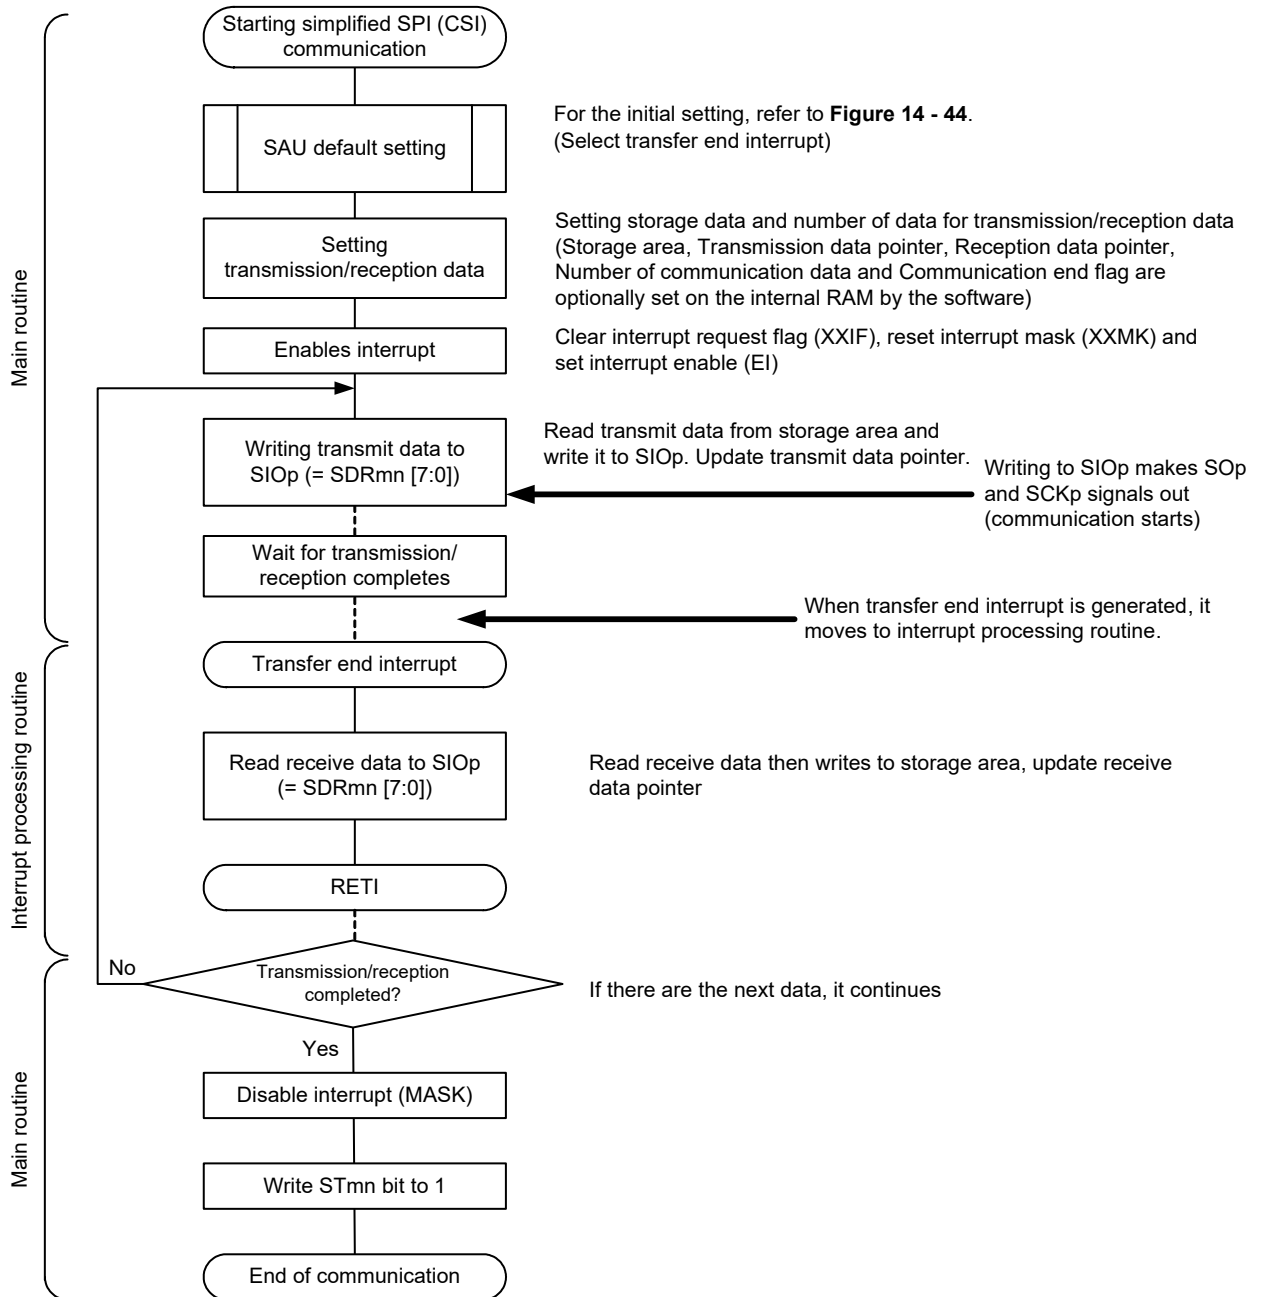 Starting simplified SPI (CSI)
communication
SAU default setting
For the initial setting, refer to Figure 14 - 44.
(Select transfer end interrupt)
Setting
transmission/reception data
Setting storage data and number of data for transmission/reception data
(Storage area, Transmission data pointer, Reception data pointer,
Number of communication data and Communication end flag are
optionally set on the internal RAM by the software)
Main routine
Enables interrupt
Clear interrupt request flag (XXIF), reset interrupt mask (XXMK) and
set interrupt enable (EI)
Writing transmit data to
SIOp (= SDRmn [7:0])
Read transmit data from storage area and
write it to SIOp. Update transmit data pointer.
Writing to SIOp makes SOp
and SCKp signals out
(communication starts)
Wait for transmission/
reception completes
When transfer end interrupt is generated, it
moves to interrupt processing routine.
Transfer end interrupt
Interrupt processing routine
Read receive data to SIOp
(= SDRmn [7:0])
Read receive data then writes to storage area, update receive
data pointer
RETI
No
Transmission/reception
completed?
If there are the next data, it continues
Yes
Main routine
Disable interrupt (MASK)
Write STmn bit to 1
End of communication